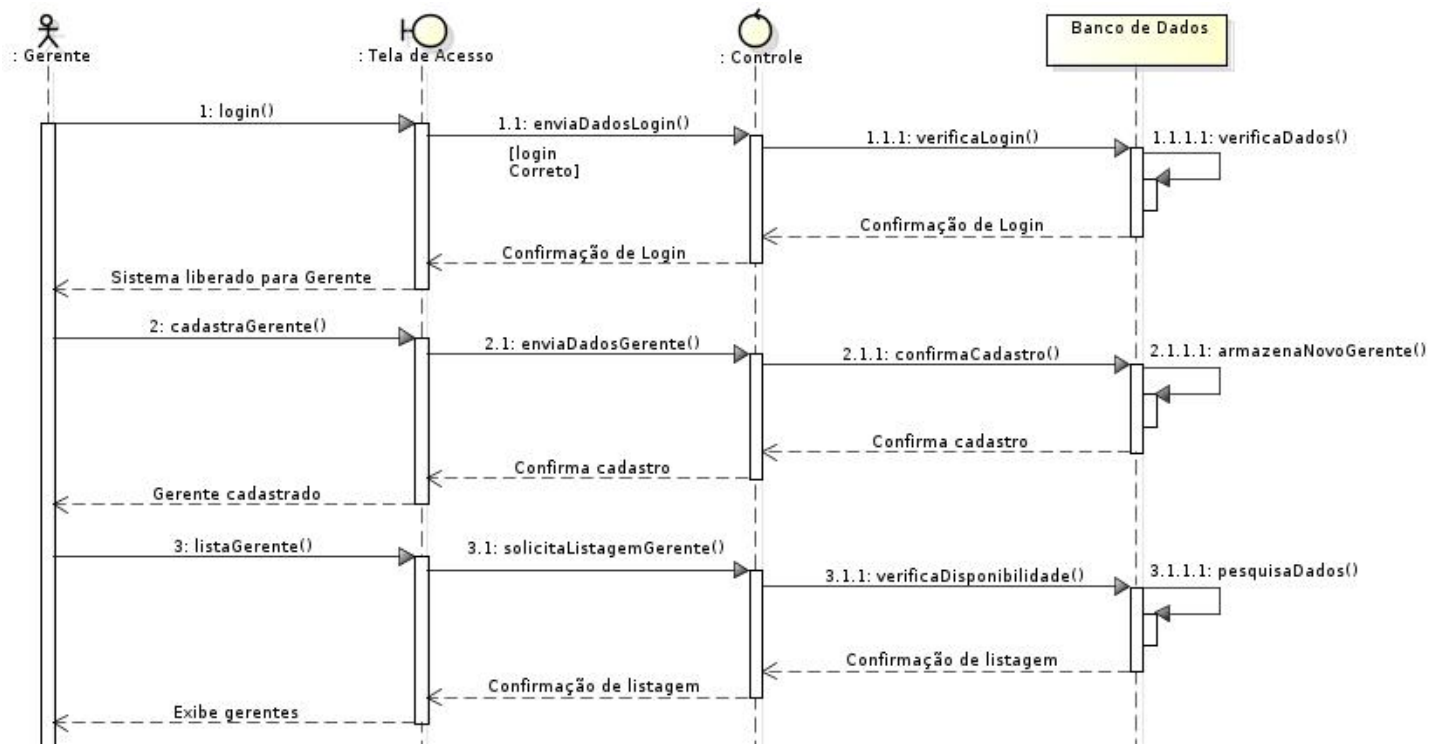 : Gerente
: Tela de Acesso
: Controle
Banco de Dados
1: login()
1.1: enviaDadosLogin()
[login
Correto]
1.1.1: verificaLogin()
1.1.1.1: verificaDados()
Confirmação de Login
Confirmação de Login
Sistema liberado para Gerente
2: cadastraGerente()
2.1: enviaDadosGerente()
2.1.1: confirmaCadastro()
2.1.1.1: armazenaNovoGerente()
Confirma cadastro
Confirma cadastro
Gerente cadastrado
3: listaGerente()
3.1: solicitaListagemGerente()
3.1.1: verificaDisponibilidade()
3.1.1.1: pesquisaDados()
Confirmação de listagem
Confirmação de listagem
Exibe gerentes